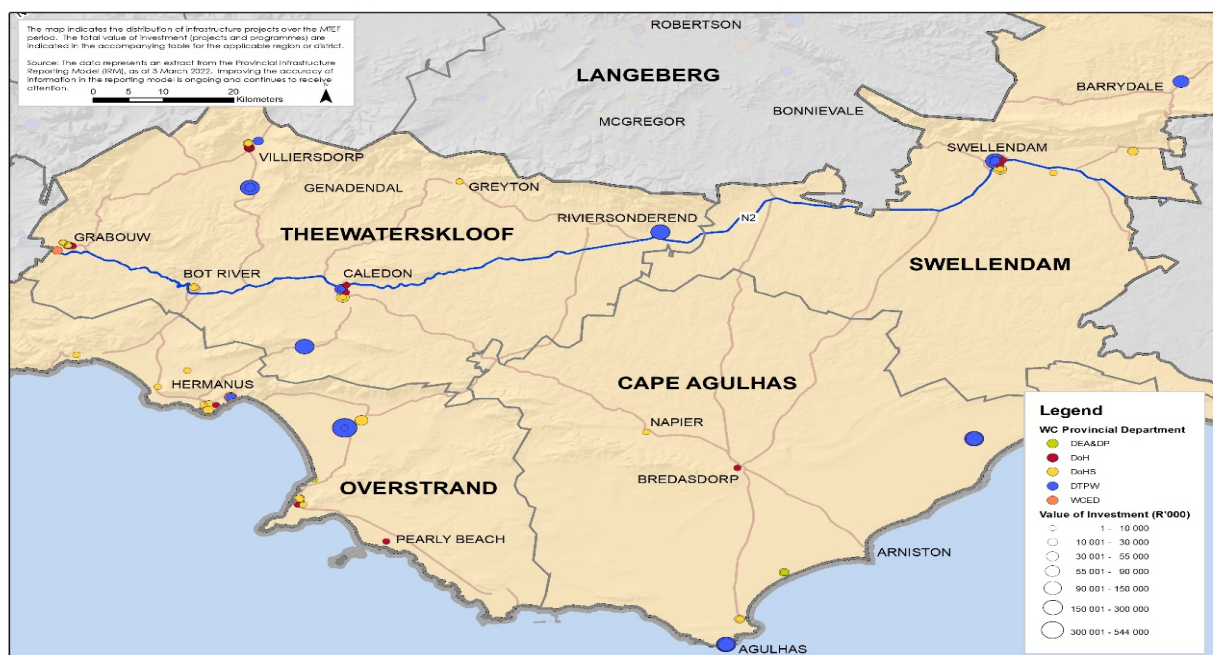 The map indicates the distribution of infrastructure projects over the MTEF
period. The total value of investment (projects and programmes) are
indicated in the accompanying table for the applicable region or district.
Source: The data represents an extract from the Provincial Infrastructure
Reporting Model (IRM), as at 3 March 2022. Improving the accuracy of
information in the reporting model is ongoing and continues to receive
attention.
0 5 10 20
Kilometers
N
ROBERTSON
LANGEBERG
BARRYDALE
BONNIEVALE
MCGREGOR
SWELLENDAM
VILLIERSDORP
GENADENDAL
GREYTON
RIVIERSONDEREND
N2
GRABOUW
THEEWATERSKLOOF
SWELLENDAM
BOT RIVER
CALEDON
HERMANUS
CAPE AGULHAS
NAPIER
BREDASDORP
OVERSTRAND
PEARLY BEACH
ARNISTON
AGULHAS
Legend
WC Provincial Department
DEA&DP
DoH
DoHS
DTPW
WCED
Value of Investment (R'000)
1 - 10 000
10 001 - 30 000
30 001 - 55 000
55 001 - 90 000
90 001 - 150 000
150 001 - 300 000
300 001 - 544 000